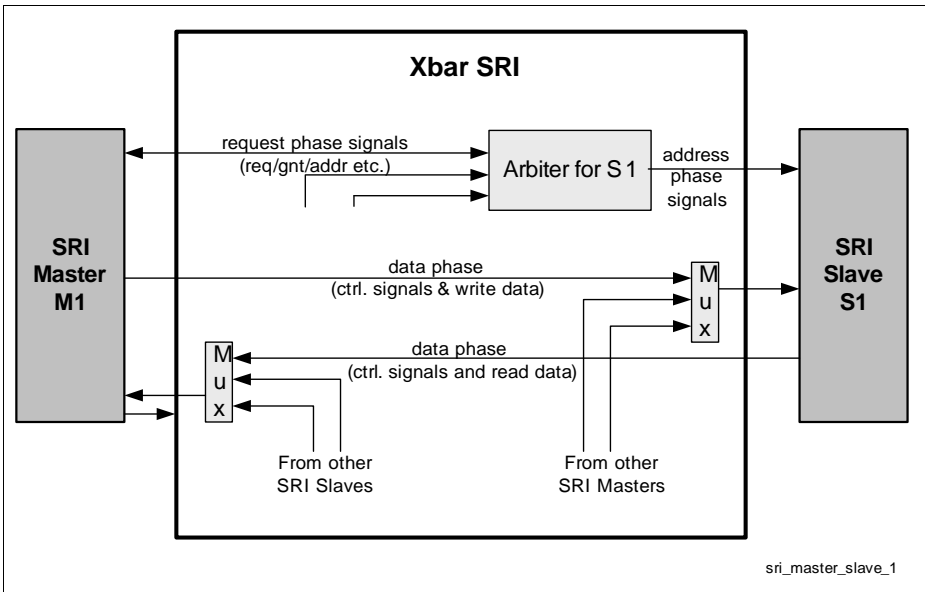 Xbar SRI
request phase signals
(req/gnt/addr etc.)
Arbiter for S1
address
phase
signals
SRI
Master
M1
SRI
Slave
S1
data phase
(ctrl. signals & write data)
M
u
x
data phase
(ctrl. signals and read data)
M
u
x
From other
SRI Slaves
From other
SRI Masters
sri_master_slave_1